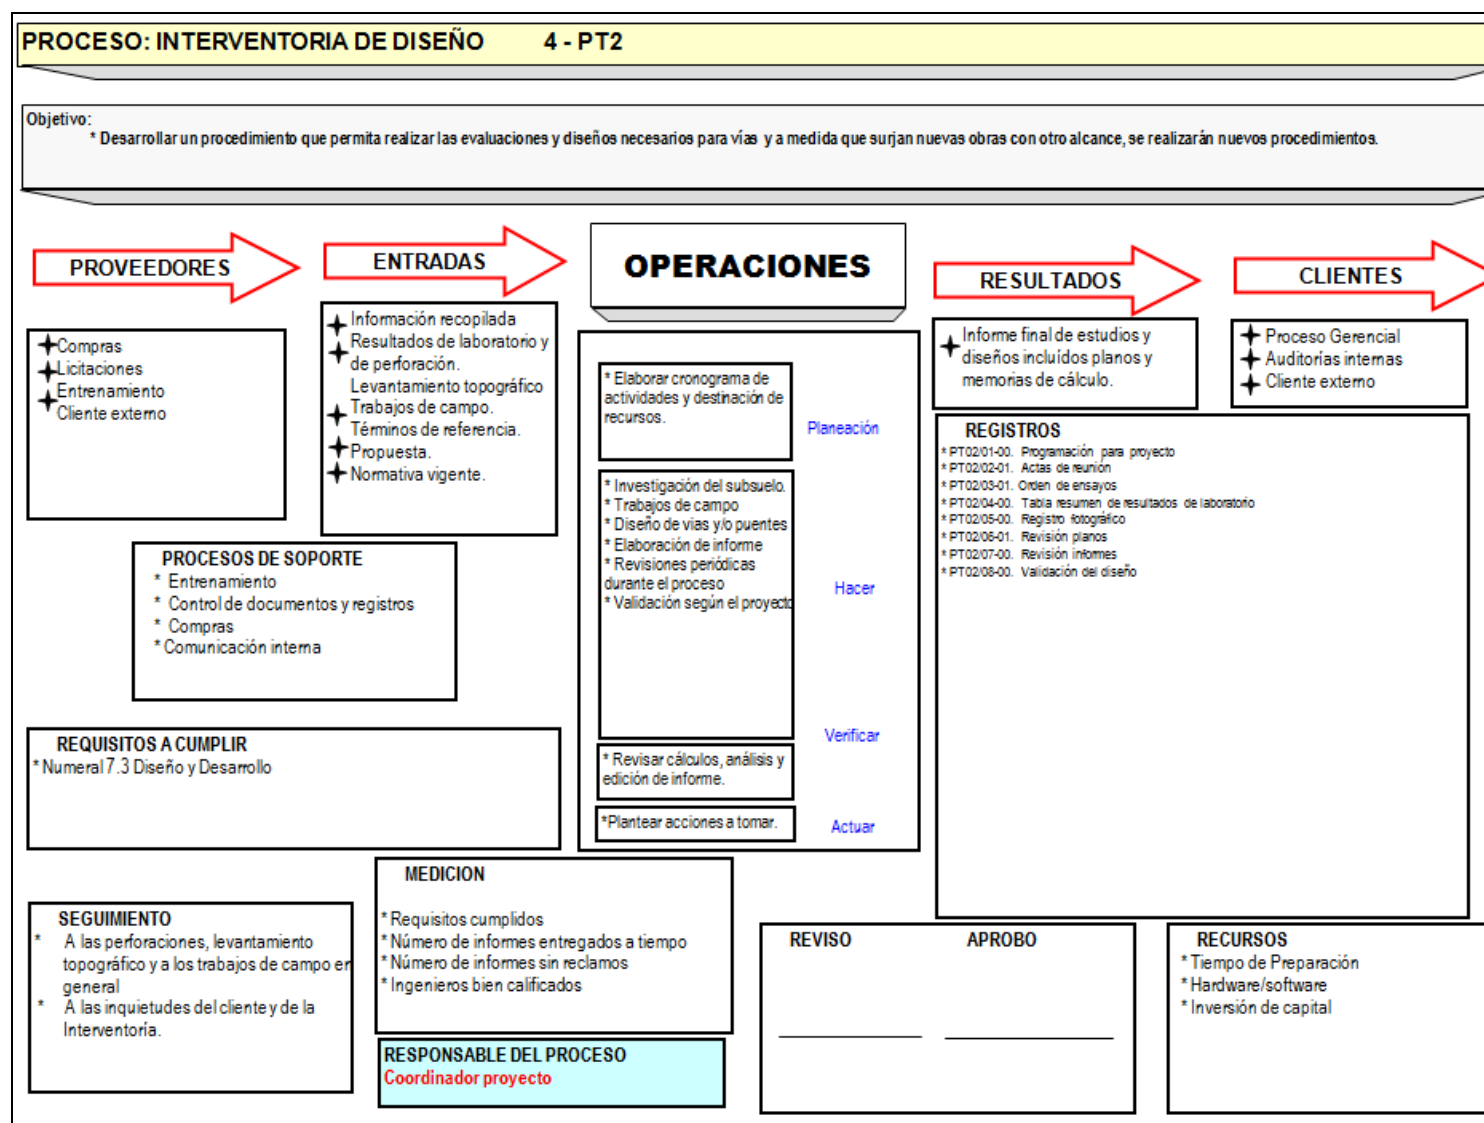 PROCESO: INTERVENTORIA DE DISEÑO 4 - PT2
Objetivo:
* Desarrollar un procedimiento que permita realizar las evaluaciones y diseños necesarios para vías y a medida que surjan nuevas obras con otro alcance, se realizarán nuevos procedimientos.
PROVEEDORES
Compras
Licitaciones
Entrenamiento
Cliente externo
ENTRADAS
Información recopilada
Resultados de laboratorio y
de perforación.
Levantamiento topográfico
Trabajos de campo.
Términos de referencia.
Propuesta.
Normativa vigente.
OPERACIONES
* Elaborar cronograma de
actividades y destinación de
recursos.
Planeación
* Investigación del subsuelo.
* Trabajos de campo
* Diseño de vias y/o puentes
* Elaboración de informe
* Revisiones periódicas
durante el proceso
* Validación según el proyecto
Hacer
Verificar
* Revisar cálculos, análisis y
edición de informe.
*Plantear acciones a tomar.
Actuar
RESULTADOS
Informe final de estudios y
diseños incluídos planos y
memorias de cálculo.
CLIENTES
Proceso Gerencial
Auditorías internas
Cliente externo
REGISTROS
* PT02/01-00. Programación para proyecto
* PT02/02-01. Actas de reunión
* PT02/03-01. Orden de ensayos
* PT02/04-00. Tabla resumen de resultados de laboratorio
* PT02/05-00. Registro fotográfico
* PT02/06-01. Revisión planos
* PT02/07-00. Revisión informes
* PT02/08-00. Validación del diseño
PROCESOS DE SOPORTE
* Entrenamiento
* Control de documentos y registros
* Compras
* Comunicación interna
REQUISITOS A CUMPLIR
* Numeral 7.3 Diseño y Desarrollo
SEGUIMIENTO
* A las perforaciones, levantamiento
topográfico y a los trabajos de campo en
general
* A las inquietudes del cliente y de la
Interventoría.
MEDICION
* Requisitos cumplidos
* Número de informes entregados a tiempo
* Número de informes sin reclamos
* Ingenieros bien calificados
RESPONSABLE DEL PROCESO
Coordinador proyecto
REVISO APROBO
RECURSOS
* Tiempo de Preparación
* Hardware/software
* Inversión de capital